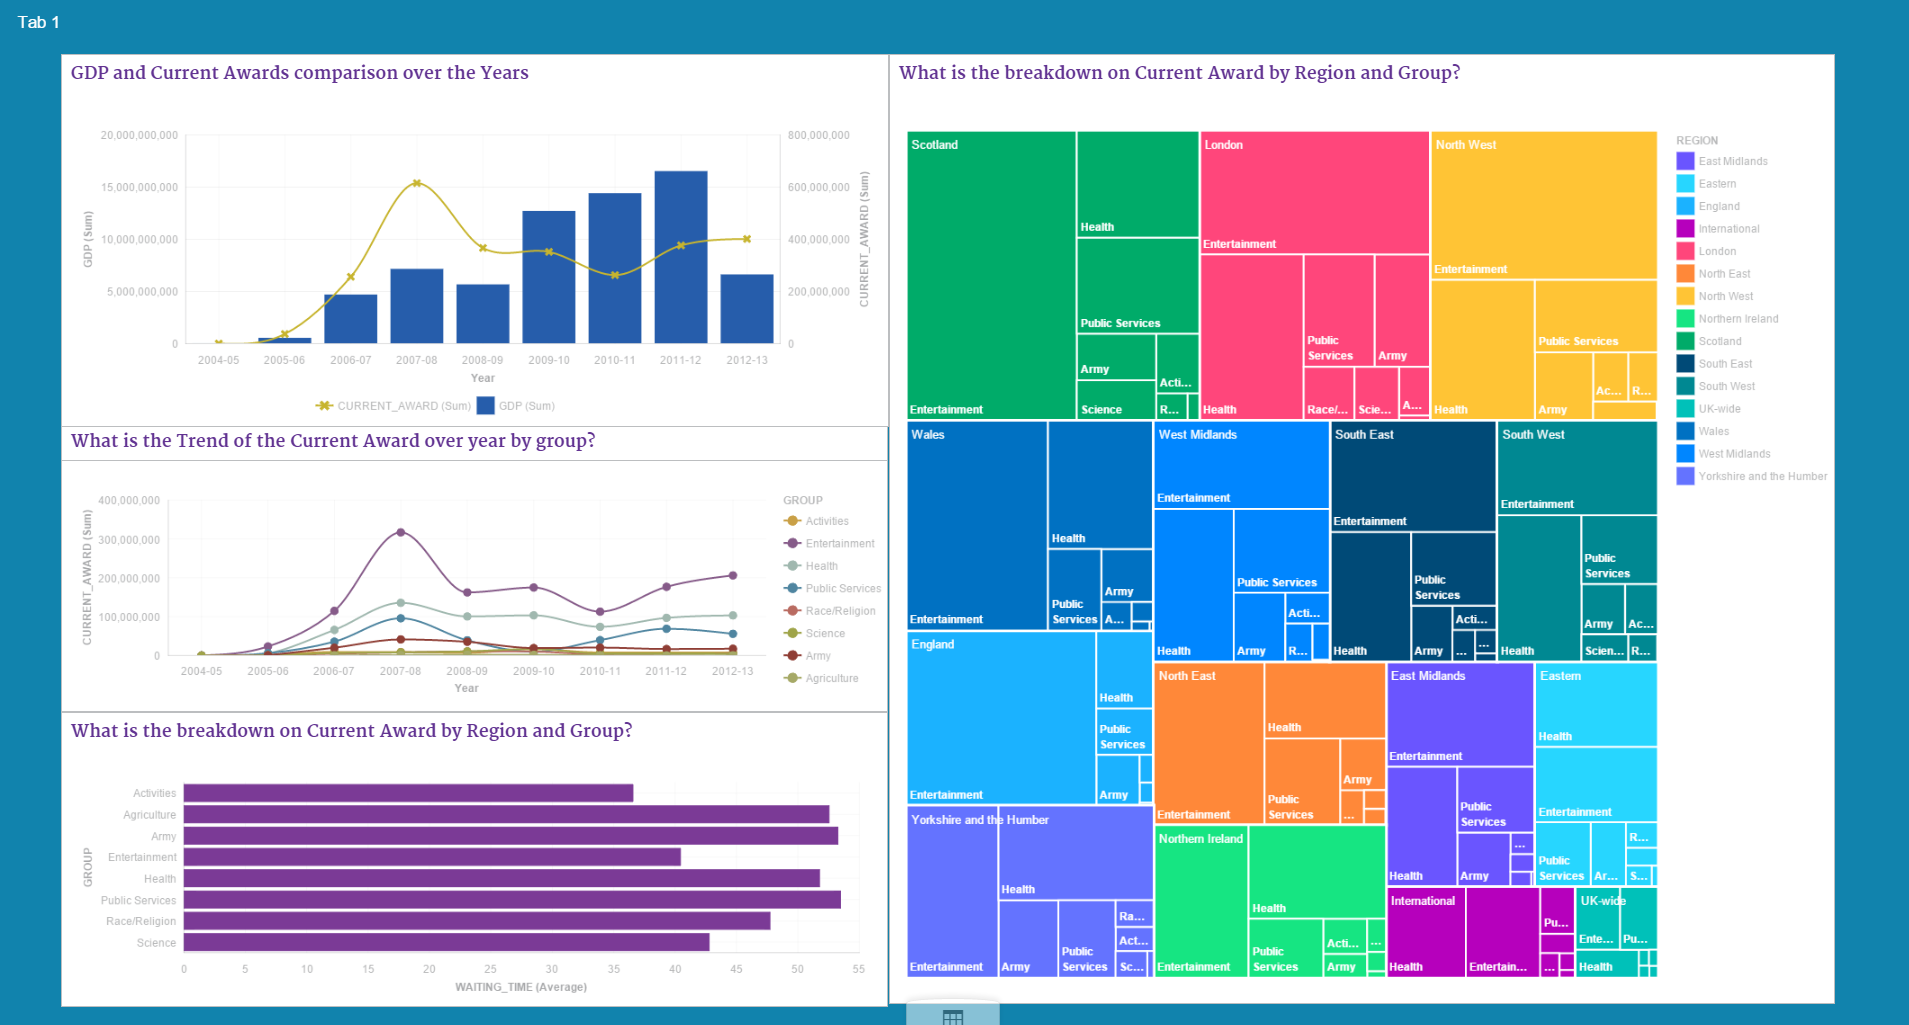 Tab 1
GDP and Current Awards comparison over the Years
20,000,000,000
15,000,000,000
10,000,000,000
5,000,000,000
0
GDP (Sum)
800,000,000
600,000,000
400,000,000
200,000,000
0
CURRENT_AWARD (Sum)
2004-05 2005-06 2006-07 2007-08 2008-09 2009-10 2010-11 2011-12 2012-13
Year
CURRENT_AWARD (Sum) GDP (Sum)
What is the Trend of the Current Award over year by group?
400,000,000
300,000,000
200,000,000
100,000,000
0
CURRENT_AWARD (Sum)
2004-05 2005-06 2006-07 2007-08 2008-09 2009-10 2010-11 2011-12 2012-13
Year
GROUP
Activities
Entertainment
Health
Public Services
Race/Religion
Science
Army
Agriculture
What is the breakdown on Current Award by Region and Group?
GROUP
Activities
Agriculture
Army
Entertainment
Health
Public Services
Race/Religion
Science
0 5 10 15 20 25 30 35 40 45 50 55
WAITING_TIME (Average)
What is the breakdown on Current Award by Region and Group?
Scotland
Health
Public Services
Army
Acti...
Entertainment
Science
R...
London
Entertainment
Public
Services
Army
Health
Race/...
Scie...
A...
North West
Entertainment
Public Services
Ac...
R...
Health
Army
Wales
Health
Army
Entertainment
Public
Services
A...
West Midlands
Entertainment
Public Services
Acti...
Health
Army
R...
South East
Entertainment
Public
Services
Acti...
Health
Army
...
...
South West
Entertainment
Public
Services
Army
Ac...
Health
Scien...
R...
England
Health
Public
Services
Entertainment
Army
North East
Health
Army
Entertainment
Public
Services
...
East Midlands
Entertainment
Public
Services
...
Health
Army
Eastern
Health
Entertainment
R...
Public
Services
Ar...
S...
Yorkshire and the Humber
Health
Ra...
Act...
Entertainment
Army
Public
Services
Sc...
Northern Ireland
Health
Acti...
...
Entertainment
Public
Services
Army
International
Pu...
Health
Entertain...
...
UK-wide
Ente...
Pu...
Health
REGION
East Midlands
Eastern
England
International
London
North East
North West
Northern Ireland
Scotland
South East
South West
UK-wide
Wales
West Midlands
Yorkshire and the Humber